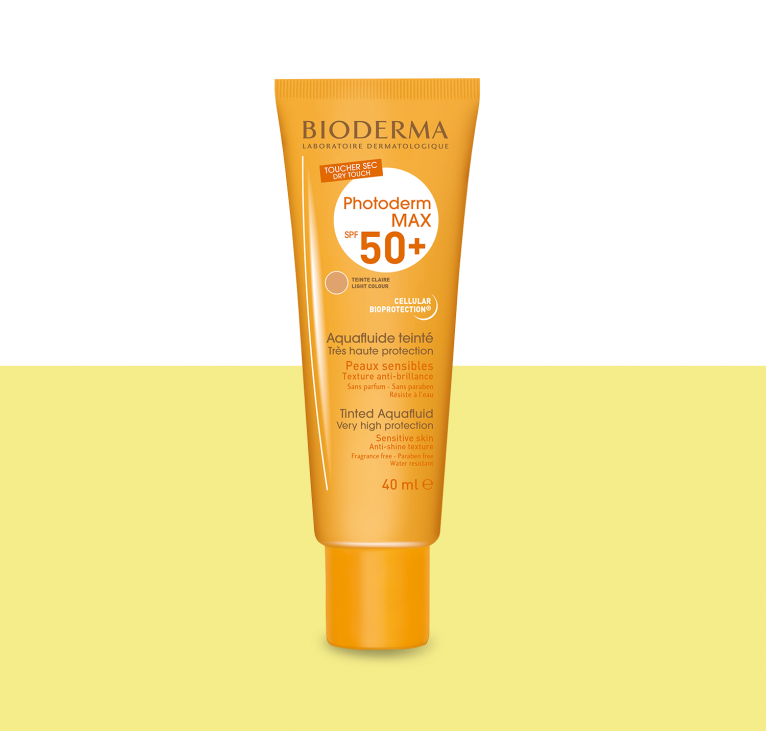 BIODERMA
LABORATOIRE DERMATOLOGIQUE
TOUCHER SEC
DRY TOUCH
Photoderm
MAX
SPF 50+
TEINTE CLAIRE
LIGHT COLOUR
CELLULAR
BIOPROTECTION®
Aquafluide teinté
Très haute protection
Peaux sensibles
Texture anti-brillance
Sans parfum - Sans paraben
Résiste à l'eau
Tinted Aquafluid
Very high protection
Sensitive skin
Anti-shine texture
Fragrance free - Paraben free
Water resistant
40 ml ℮